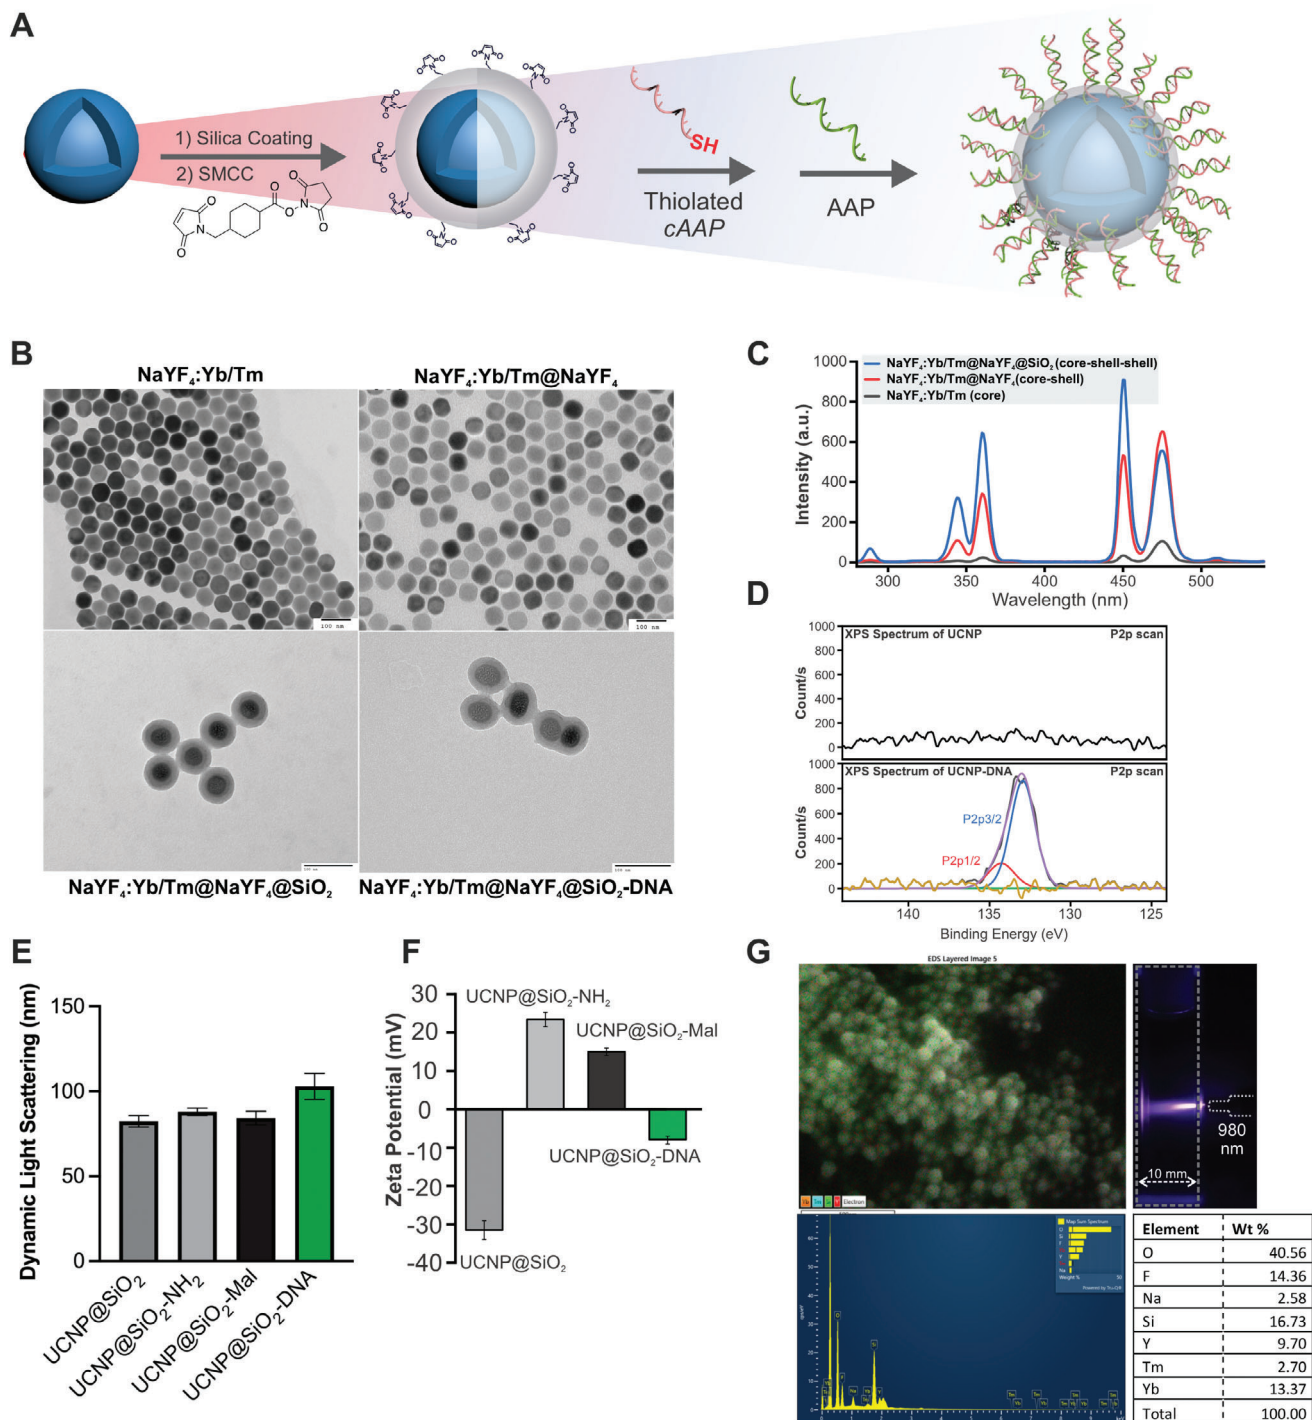 A
1) Silica Coating
2) SMCC
SH
Thiolated
cAAP
AAP
B
NaYF₄:Yb/Tm
NaYF₄:Yb/Tm@NaYF₄
100 nm
100 nm
NaYF₄:Yb/Tm@NaYF₄@SiO₂
NaYF₄:Yb/Tm@NaYF₄@SiO₂-DNA
C
NaYF₄:Yb/Tm@NaYF₄@SiO₂ (core-shell-shell)
NaYF₄:Yb/Tm@NaYF₄(core-shell)
NaYF₄:Yb/Tm (core)
Intensity (a.u.)
1000
800
600
400
200
0
300
350
400
450
500
Wavelength (nm)
D
XPS Spectrum of UCNP
P2p scan
Count/s
1000
800
600
400
200
0
XPS Spectrum of UCNP-DNA
P2p scan
P2p3/2
P2p1/2
Count/s
1000
800
600
400
200
0
140
135
130
125
Binding Energy (eV)
E
Dynamic Light Scattering (nm)
150
100
50
0
UCNP@SiO₂
UCNP@SiO₂-NH₂
UCNP@SiO₂-Mal
UCNP@SiO₂-DNA
F
Zeta Potential (mV)
30
20
10
0
-10
-20
-30
-40
UCNP@SiO₂-NH₂
UCNP@SiO₂-Mal
UCNP@SiO₂-DNA
UCNP@SiO₂
G
EDS Layered Image 5
Electron
980
nm
10 mm
Map Sum Spectrum
Weight %
50
Element Wt %
O 40.56
F 14.36
Na 2.58
Si 16.73
Y 9.70
Tm 2.70
Yb 13.37
Total 100.00